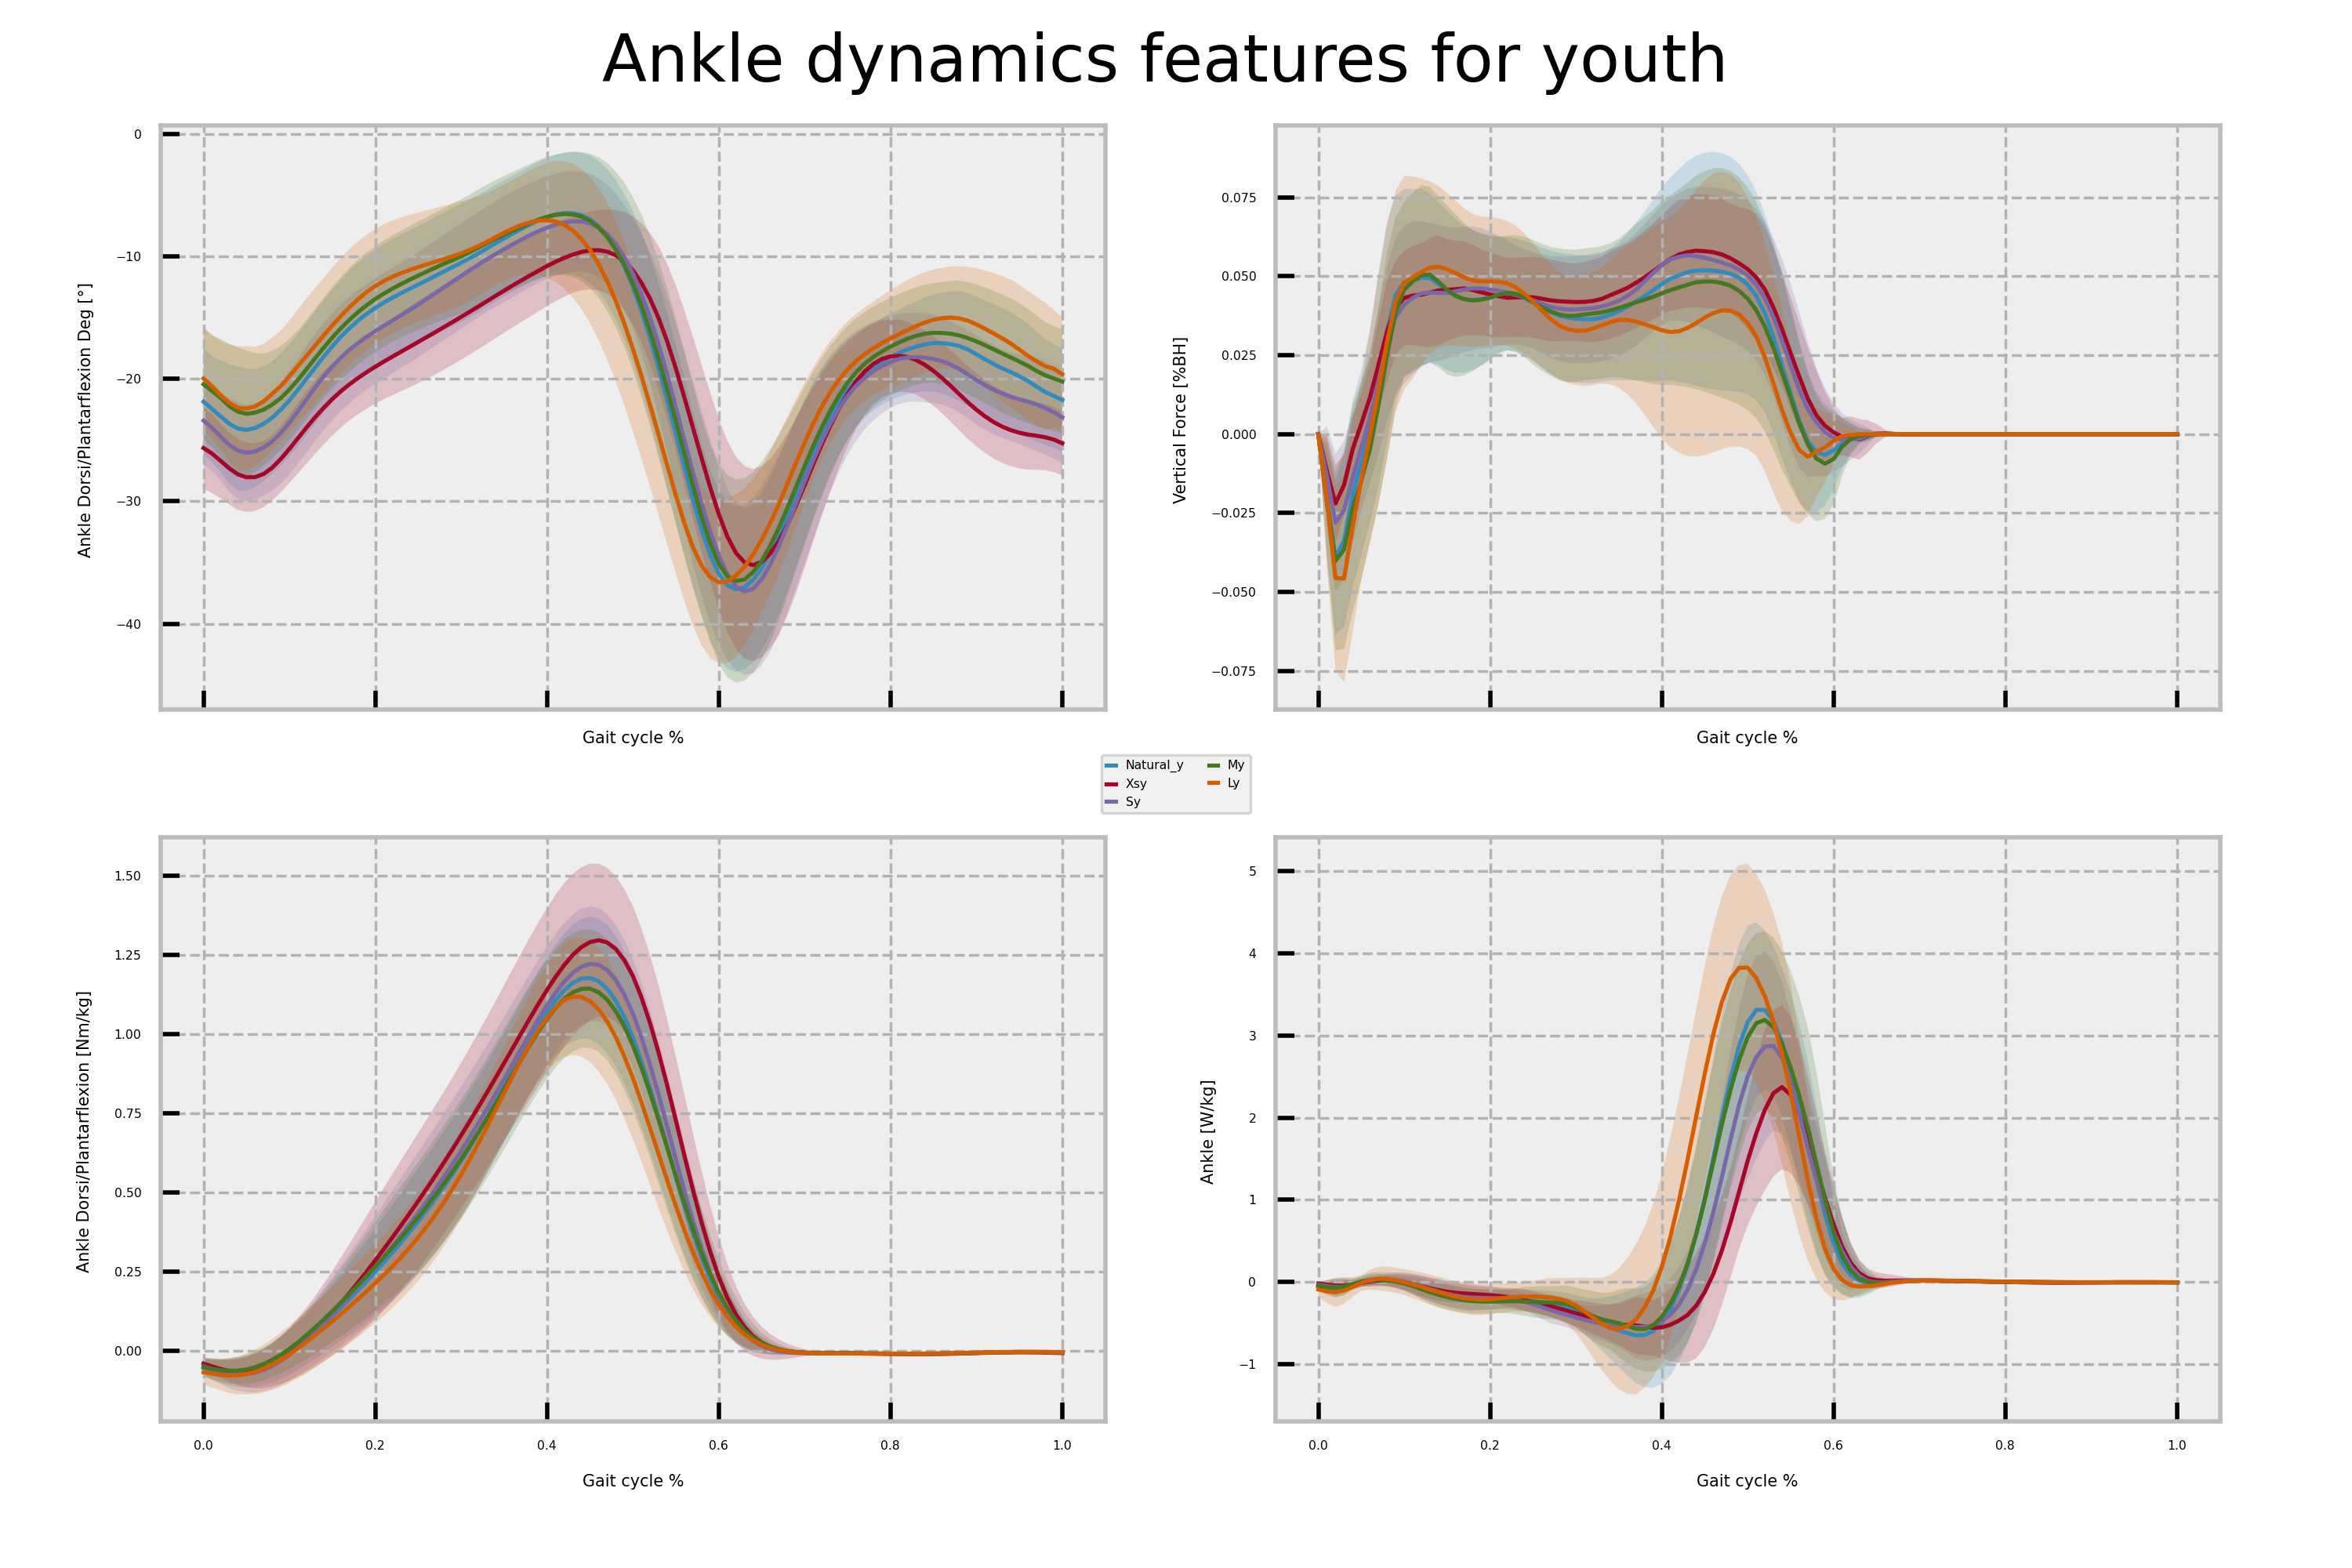 Ankle dynamics features for youth
Ankle Dorsi/Plantarflexion Deg [°]
0
−10
−20
−30
−40
Gait cycle %
Vertical Force [%BH]
0.075
0.050
0.025
0.000
−0.025
−0.050
−0.075
Gait cycle %
Natural_y
Xsy
Sy
My
Ly
Ankle Dorsi/Plantarflexion [Nm/kg]
1.50
1.25
1.00
0.75
0.50
0.25
0.00
0.0 0.2 0.4 0.6 0.8 1.0
Gait cycle %
Ankle [W/kg]
5
4
3
2
1
0
−1
0.0 0.2 0.4 0.6 0.8 1.0
Gait cycle %